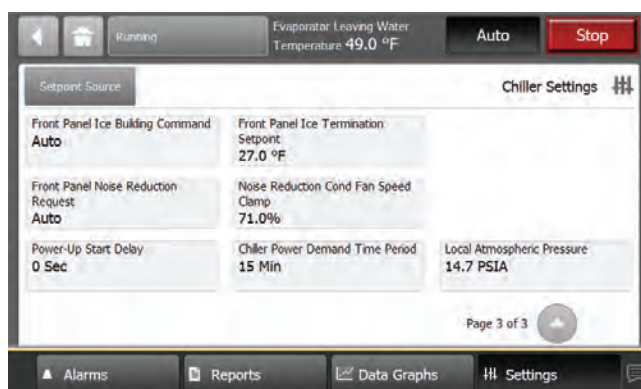 Running
Evaporator Leaving Water
Temperature 49.0 ºF
Auto
Stop
Setpoint Source
Chiller Settings
Front Panel Ice Building Command
Auto
Front Panel Ice Termination
Setpoint
27.0 ºF
Front Panel Noise Reduction
Request
Auto
Noise Reduction Cond Fan Speed
Clamp
71.0%
Power-Up Start Delay
0 Sec
Chiller Power Demand Time Period
15 Min
Local Atmospheric Pressure
14.7 PSIA
Page 3 of 3
Alarms
Reports
Data Graphs
Settings